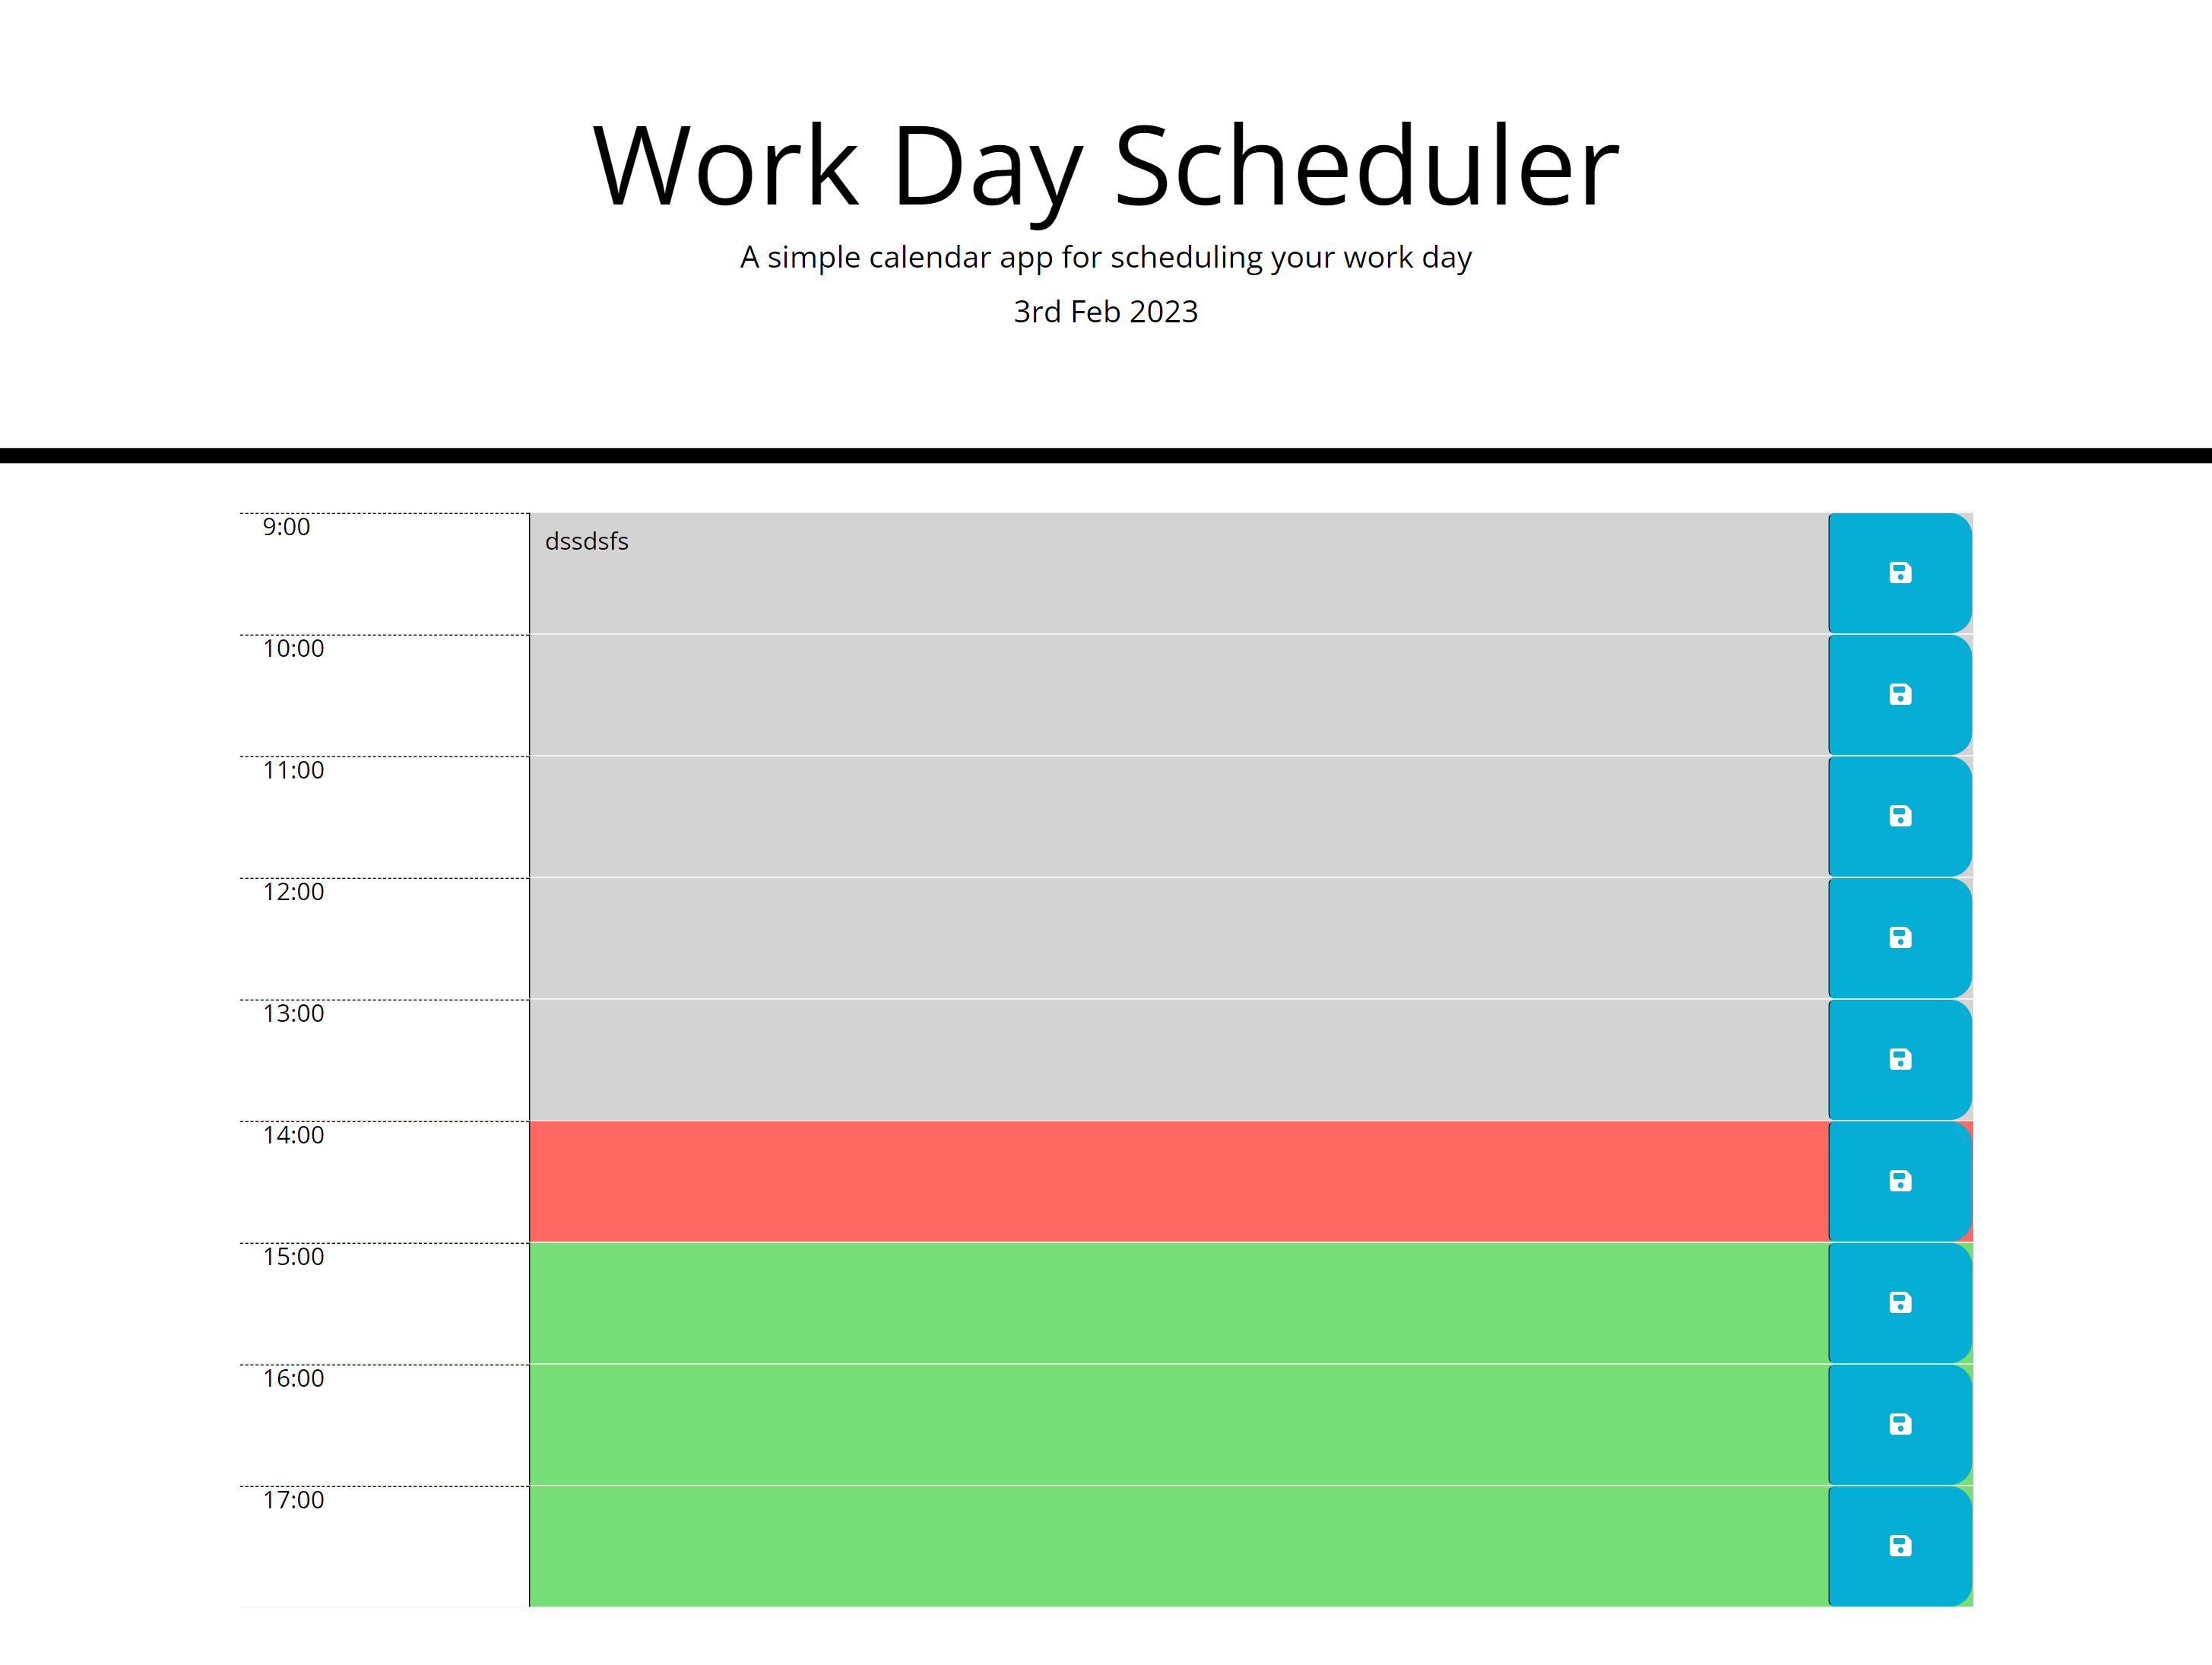 Work Day Scheduler
A simple calendar app for scheduling your work day
3rd Feb 2023
9:00
dssdsfs
10:00
11:00
12:00
13:00
14:00
15:00
16:00
17:00